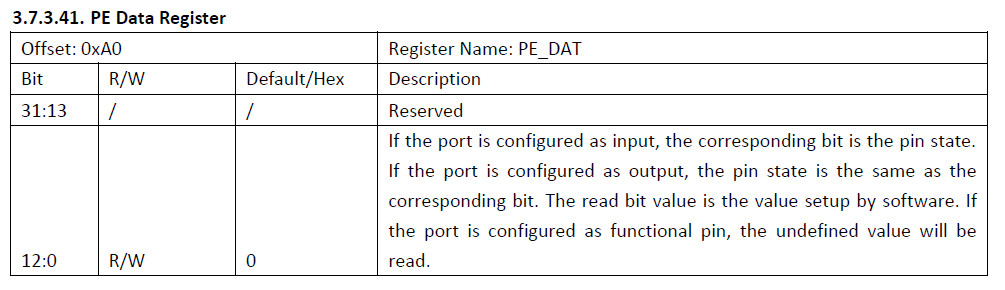 3.7.3.41. PE Data Register
Offset: 0xA0 Register Name: PE_DAT
Bit R/W Default/Hex Description
31:13 / / Reserved
If the port is configured as input, the corresponding bit is the pin state.
If the port is configured as output, the pin state is the same as the
corresponding bit. The read bit value is the value setup by software. If
the port is configured as functional pin, the undefined value will be
12:0 R/W 0 read.